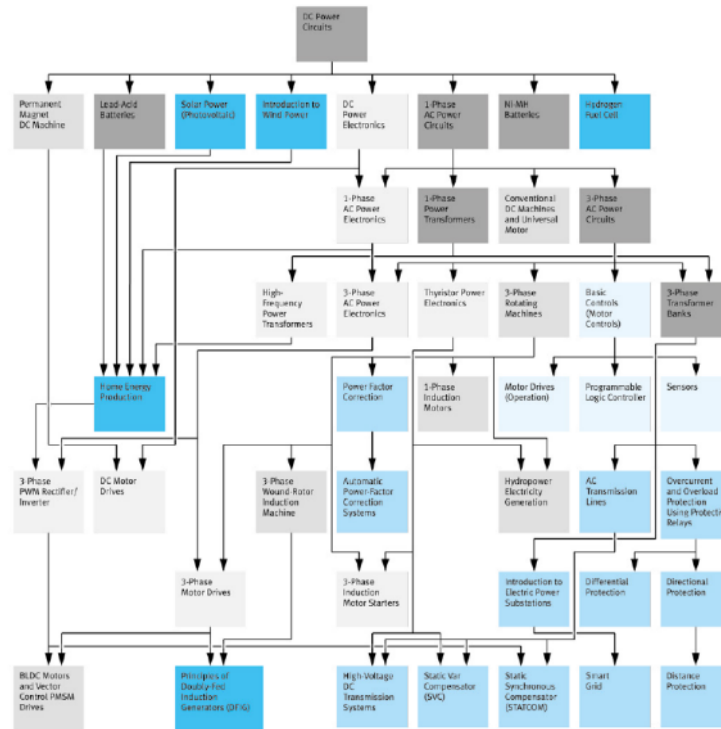 DC Power
Circuits
Permanent
Magnet
DC Machine
Lead-Acid
Batteries
Solar Power
(Photovoltaic)
Introduction to
Wind Power
DC
Power
Electronics
1-Phase
AC Power
Circuits
Ni-MH
Batteries
Hydrogen
Fuel Cell
1-Phase
AC Power
Electronics
1-Phase
Power
Transformers
Conventional
DC Machines
and Universal
Motor
3-Phase
AC Power
Circuits
High-
Frequency
Power
Transformers
3-Phase
AC Power
Electronics
Thyristor Power
Electronics
3-Phase
Rotating
Machines
Basic
Controls
(Motor
Controls)
3-Phase
Transformer
Banks
Home Energy
Production
Power Factor
Correction
1-Phase
Induction
Motors
Motor Drives
(Operation)
Programmable
Logic Controller
Sensors
3-Phase
PWM Rectifier/
Inverter
DC Motor
Drives
3-Phase
Wound-Rotor
Induction
Machine
Automatic
Power-Factor
Correction
Systems
Hydropower
Electricity
Generation
AC
Transmission
Lines
Overcurrent
and Overload
Protection
Using Protective
Relays
3-Phase
Motor Drives
3-Phase
Induction
Motor Starters
Introduction to
Electric Power
Substations
Differential
Protection
Directional
Protection
BLDC Motors
and Vector
Control PMSM
Drives
Principles of
Doubly-Fed
Induction
Generators (DFIG)
High-Voltage
DC
Transmission
Systems
Static Var
Compensator
(SVC)
Static
Synchronous
Compensator
(STATCOM)
Smart
Grid
Distance
Protection